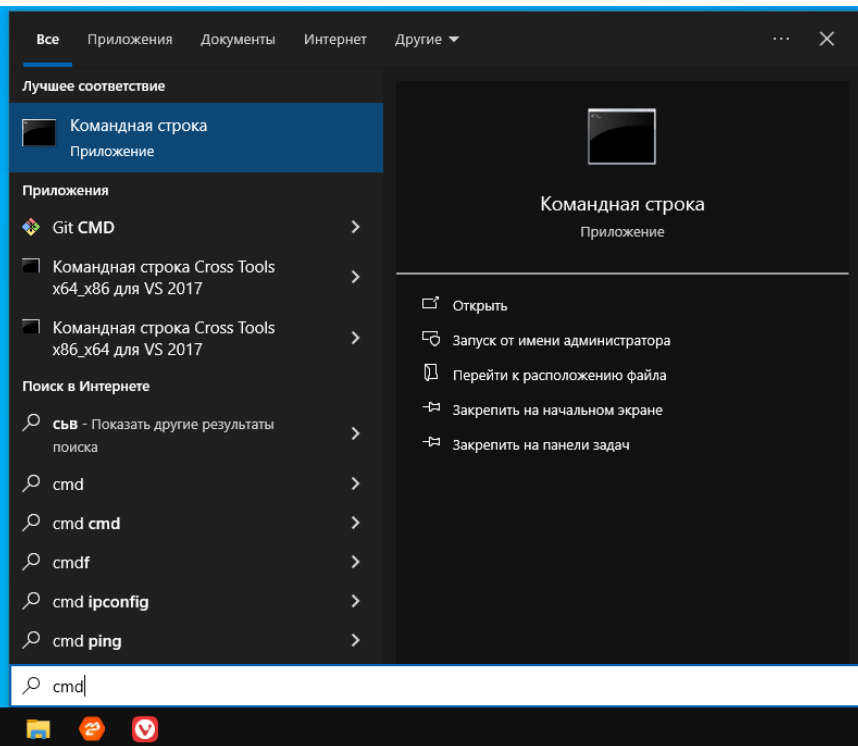 Все Приложения Документы Интернет Другие
Лучшее соответствие
Командная строка
Приложение
Приложения
Git CMD
Командная строка Cross Tools
x64_x86 для VS 2017
Командная строка Cross Tools
x86_x64 для VS 2017
Поиск в Интернете
сьв - Показать другие результаты
поиска
cmd
cmd cmd
cmdf
cmd ipconfig
cmd ping
Командная строка
Приложение
Открыть
Запуск от имени администратора
Перейти к расположению файла
Закрепить на начальном экране
Закрепить на панели задач
cmd